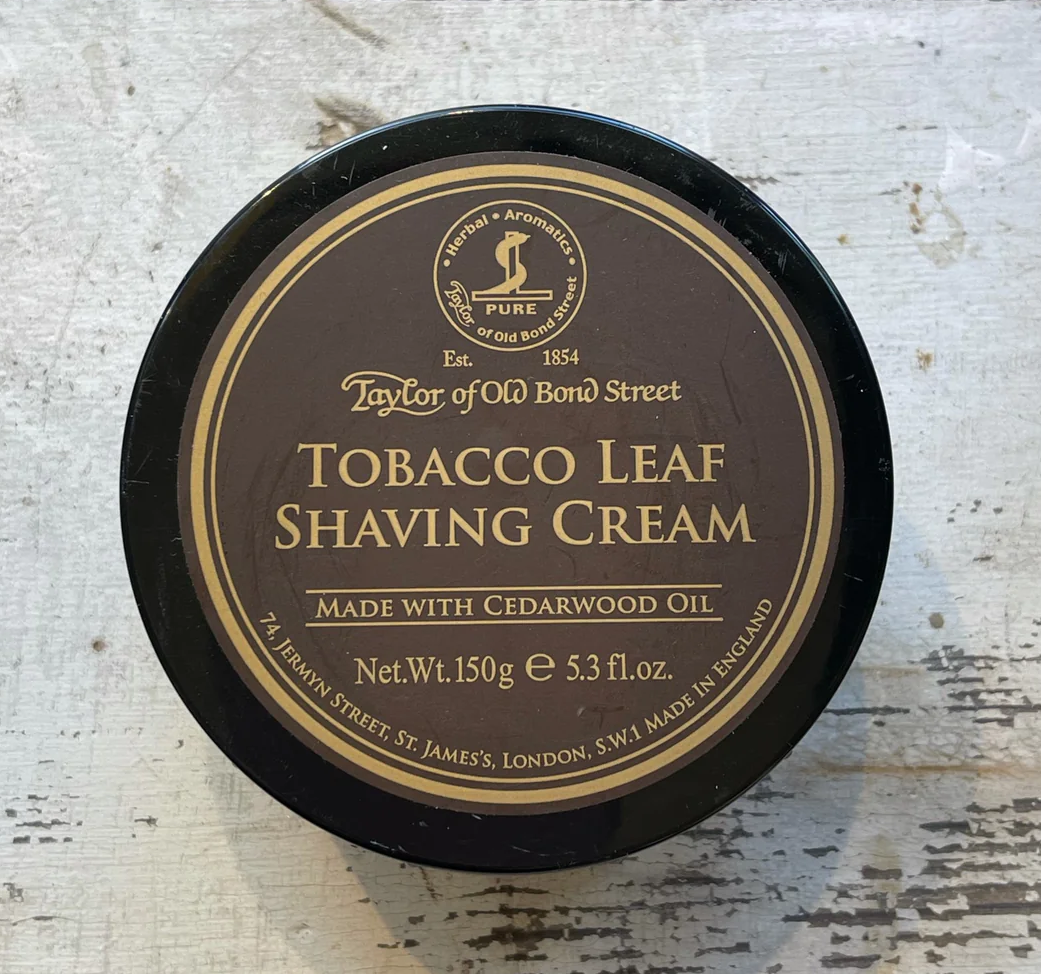 Herbal • Aromatics
PURE
Taylor of Old Bond Street
Est. 1854
Taylor of Old Bond Street
TOBACCO LEAF
SHAVING CREAM
MADE WITH CEDARWOOD OIL
Net.Wt.150g ℮ 5.3 fl.oz.
74, JERMYN STREET, ST. JAMES'S, LONDON, S.W.1 MADE IN ENGLAND